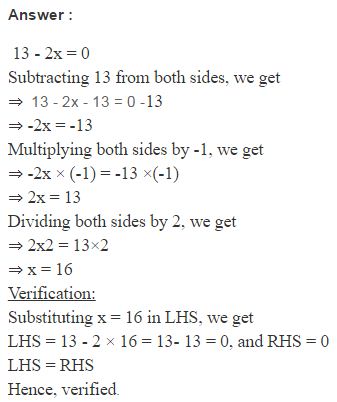 Answer :
13 - 2x = 0
Subtracting 13 from both sides, we get
⇒ 13 - 2x - 13 = 0 -13
⇒ -2x = -13
Multiplying both sides by -1, we get
⇒ -2x × (-1) = -13 ×(-1)
⇒ 2x = 13
Dividing both sides by 2, we get
⇒ 2x2 = 13×2
⇒ x = 16
Verification:
Substituting x = 16 in LHS, we get
LHS = 13 - 2 × 16 = 13- 13 = 0, and RHS = 0
LHS = RHS
Hence, verified.